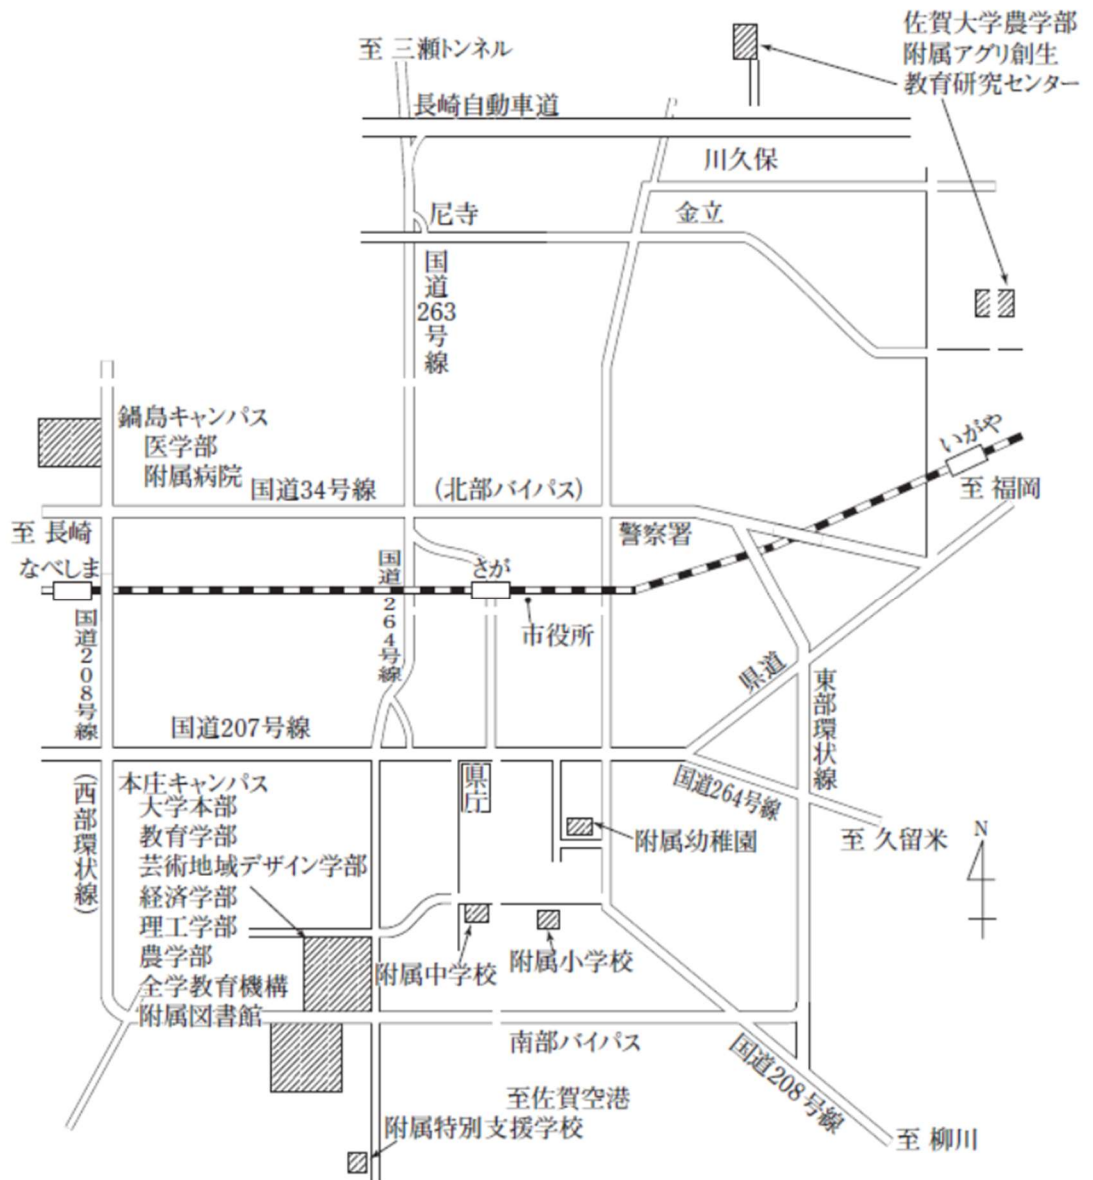 佐賀大学農学部
附属アグリ創生
教育研究センター
至 三瀬トンネル
長崎自動車道
川久保
尼寺
金立
国道263号線
鍋島キャンパス
医学部
附属病院
国道34号線
(北部バイパス)
いがや
至 福岡
至 長崎
警察署
なべしま
さが
国道264号線
市役所
国道208号線
県道
東部環状線
国道207号線
(西部環状線)
本庄キャンパス
大学本部
教育学部
芸術地域デザイン学部
経済学部
理工学部
農学部
全学教育機構
附属図書館
県庁
国道264号線
至 久留米
附属幼稚園
N
附属中学校
附属小学校
南部バイパス
国道208号線
至佐賀空港
附属特別支援学校
至 柳川